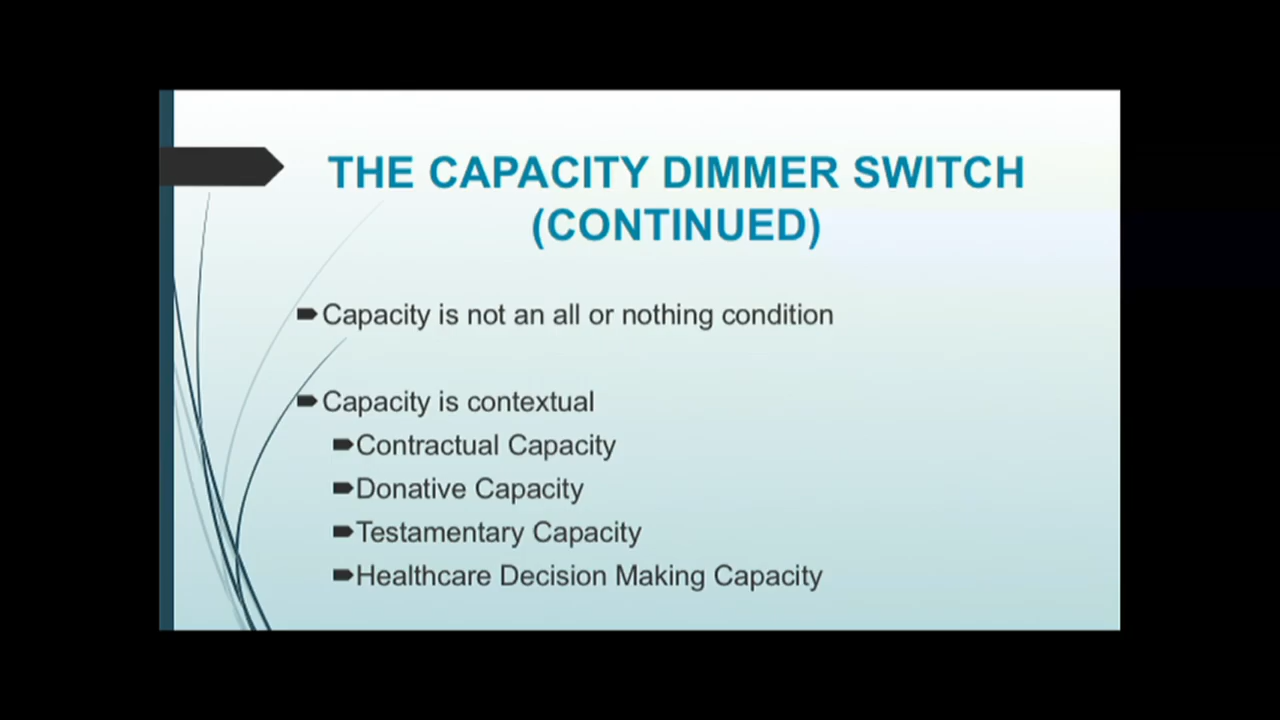 THE CAPACITY DIMMER SWITCH
(CONTINUED)
Capacity is not an all or nothing condition
Capacity is contextual
Contractual Capacity
Donative Capacity
Testamentary Capacity
Healthcare Decision Making Capacity